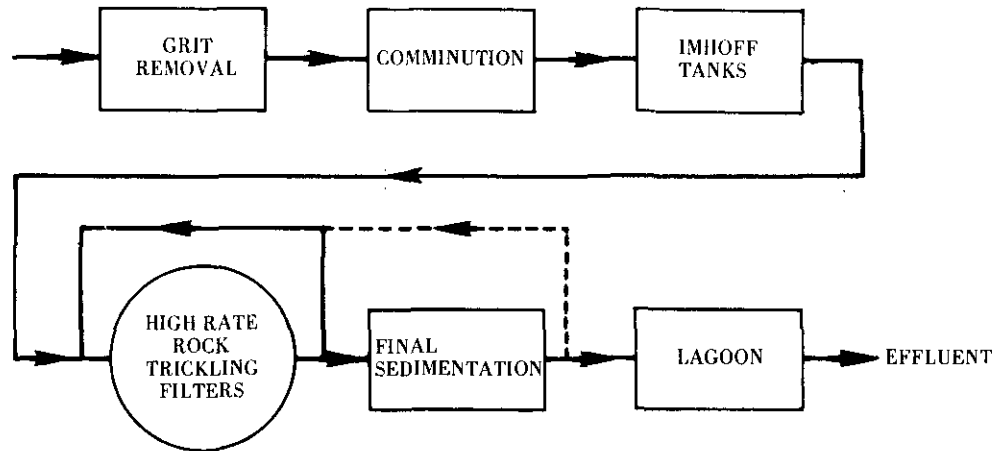 GRIT
REMOVAL
COMMINUTION
IMHOFF
TANKS
HIGH RATE
ROCK
TRICKLING
FILTERS
FINAL
SEDIMENTATION
LAGOON
EFFLUENT